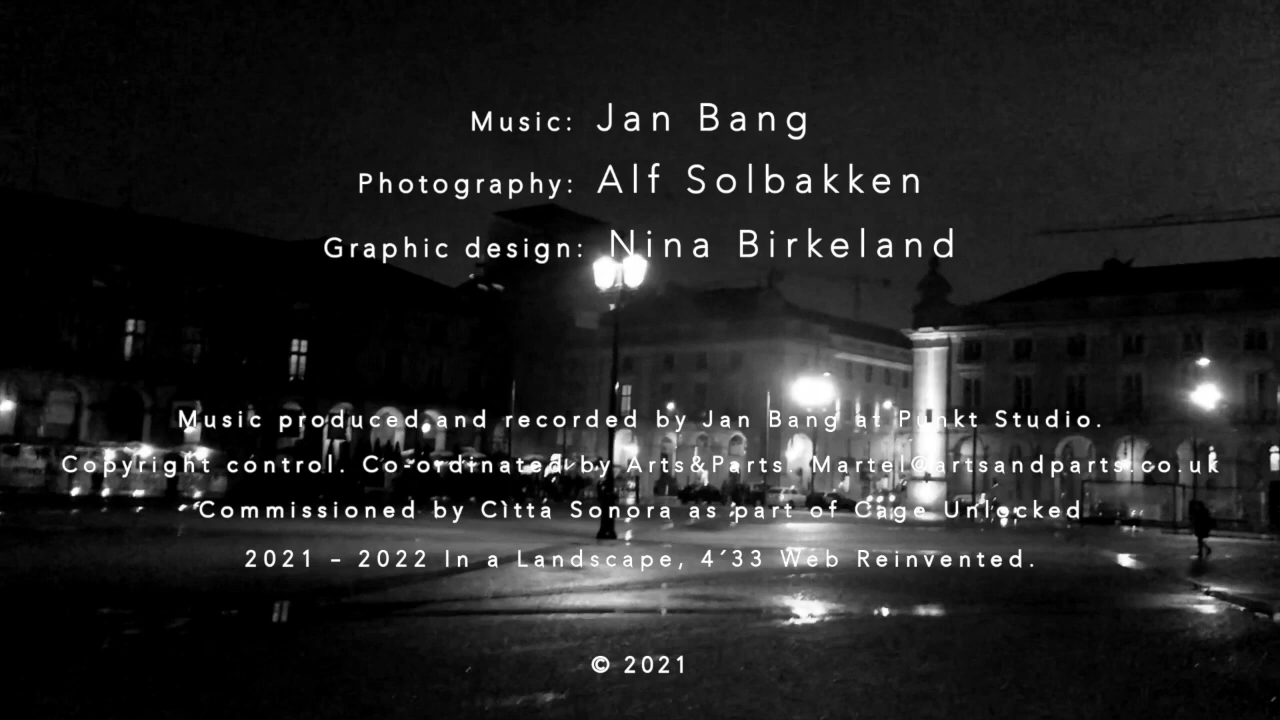 Music: Jan Bang
Photography: Alf Solbakken
Graphic design: Nina Birkeland
Music produced and recorded by Jan Bang at Punkt Studio.
Copyright control. Co-ordinated by Arts&Parts. Martel@artsandparts.co.uk
Commissioned by Cìtta Sonora as part of Cage Unlocked
2021 – 2022 In a Landscape, 4´33 Web Reinvented.
© 2021